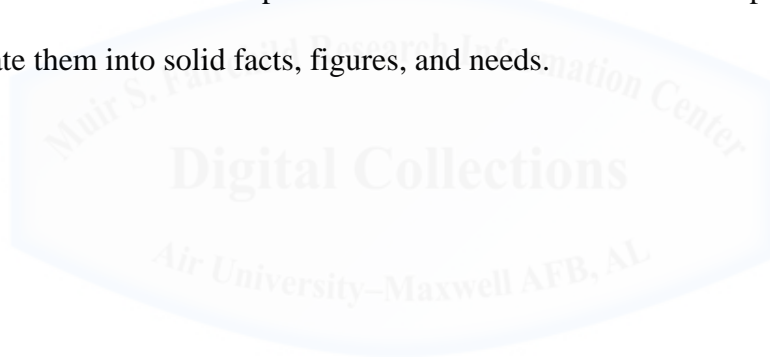 ate them into solid facts, figures, and needs.
Muir S. Fairchild Research Information Center
Digital Collections
Air University–Maxwell AFB, AL